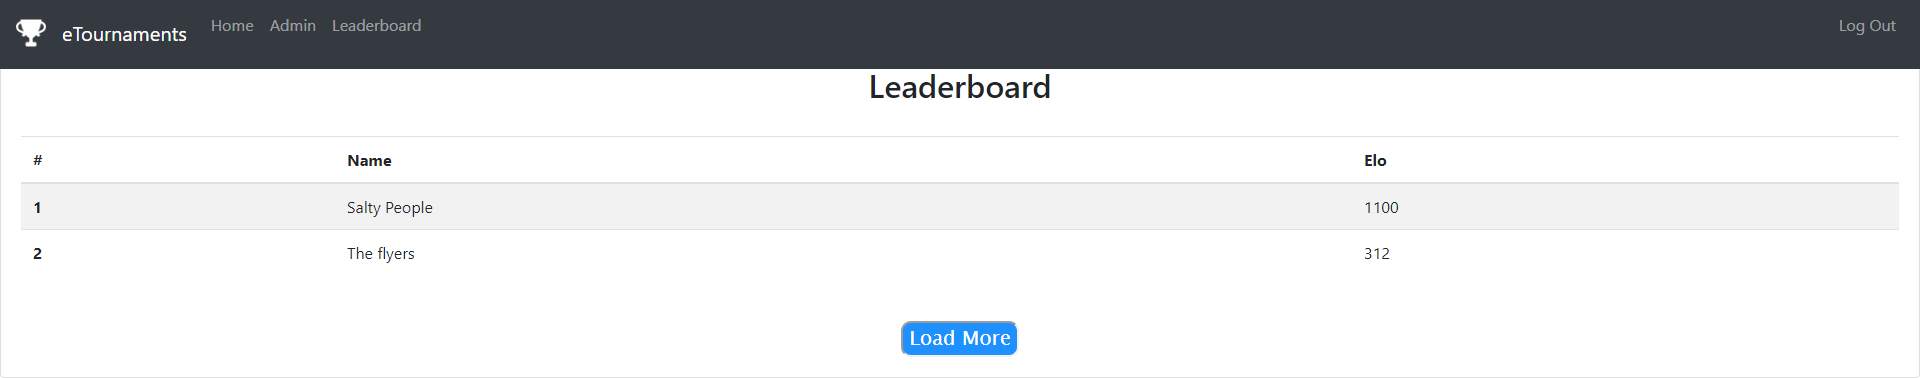 eTournaments Home Admin Leaderboard Log Out
Leaderboard
# Name Elo
1 Salty People 1100
2 The flyers 312
Load More